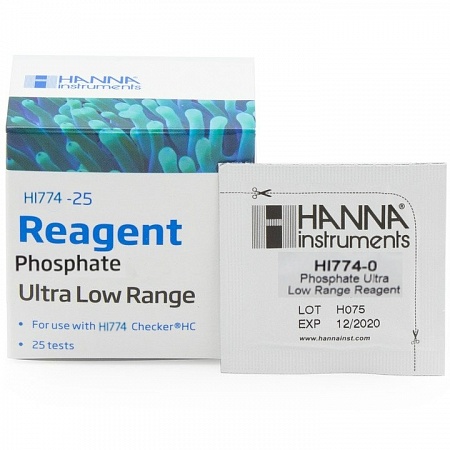 HANNA
instruments
HI774 -25
Reagent
Phosphate
Ultra Low Range
• For use with HI774 Checker®HC
• 25 tests
HANNA®
instruments
HI774-0
Phosphate Ultra
Low Range Reagent
LOT H075
EXP 12/2020
www.hannainst.com